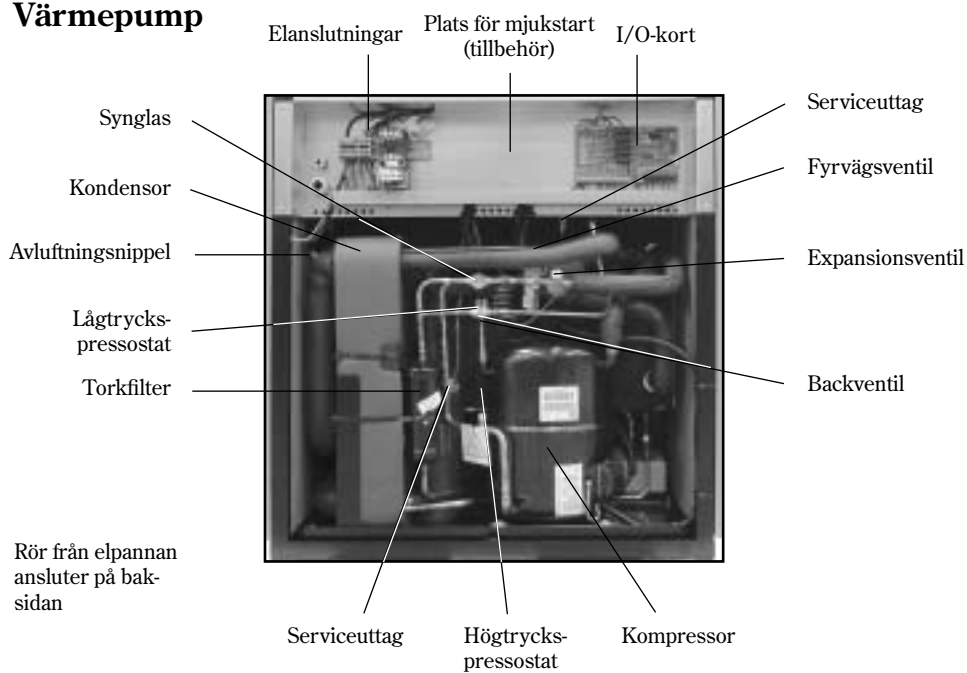 Värmepump
Elanslutningar
Plats för mjukstart
(tillbehör)
I/O-kort
Synglas
Kondensor
Avluftningsnippel
Lågtrycks-
pressostat
Torkfilter
Serviceuttag
Fyrvägsventil
Expansionsventil
Backventil
Rör från elpannan
ansluter på bak-
sidan
Serviceuttag
Högtrycks-
pressostat
Kompressor